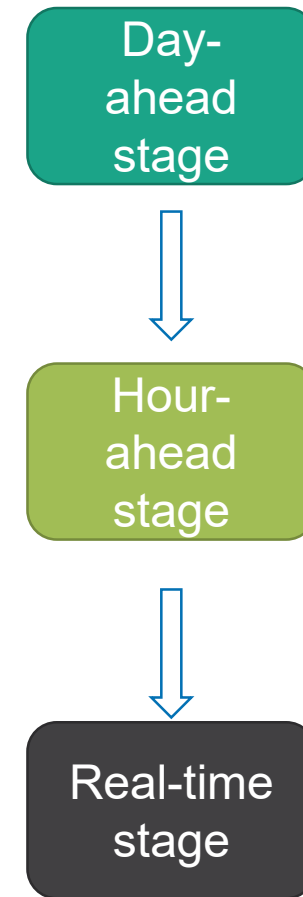 Day-
ahead
stage
Hour-
ahead
stage
Real-time
stage